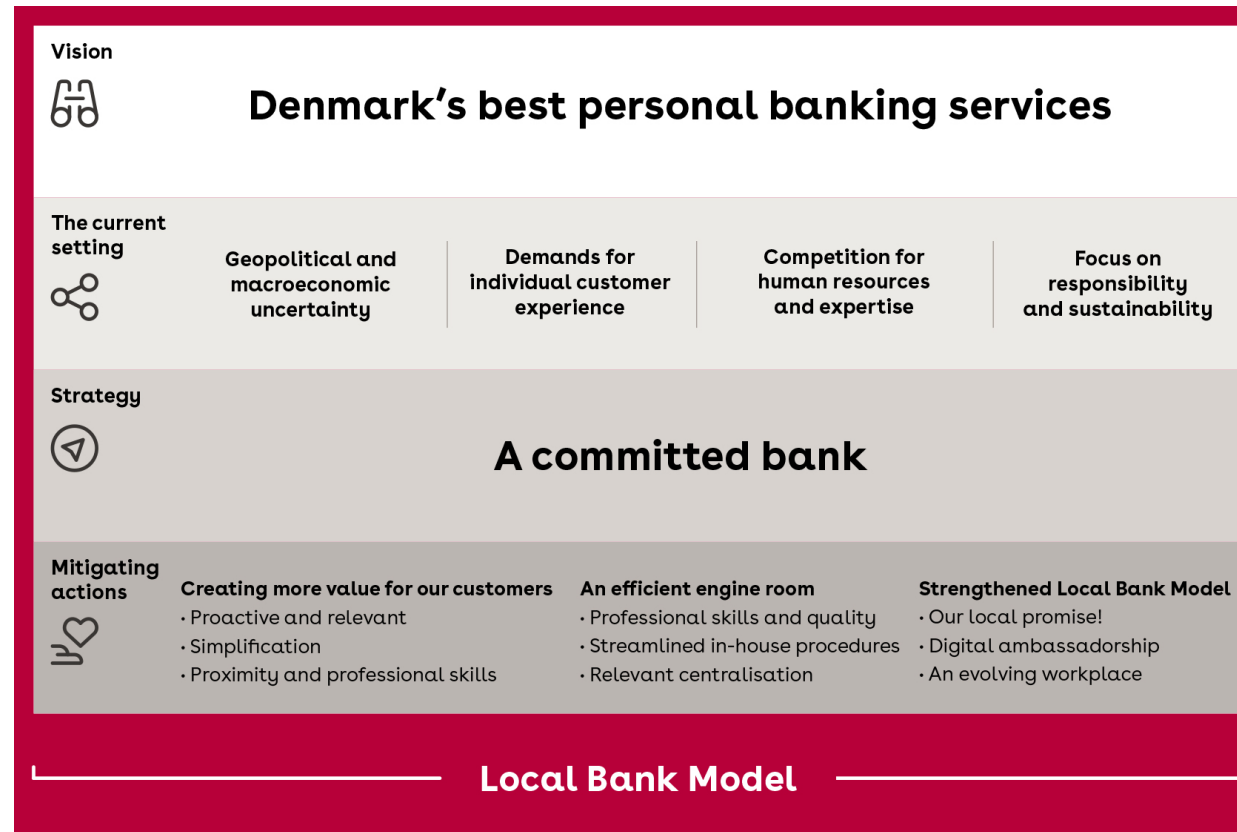 Vision
Denmark’s best personal banking services
The current
setting
Geopolitical and
macroeconomic
uncertainty
Demands for
individual customer
experience
Competition for
human resources
and expertise
Focus on
responsibility
and sustainability
Strategy
A committed bank
Mitigating
actions
Creating more value for our customers
· Proactive and relevant
· Simplification
· Proximity and professional skills
An efficient engine room
· Professional skills and quality
· Streamlined in-house procedures
· Relevant centralisation
Strengthened Local Bank Model
· Our local promise!
· Digital ambassadorship
· An evolving workplace
Local Bank Model